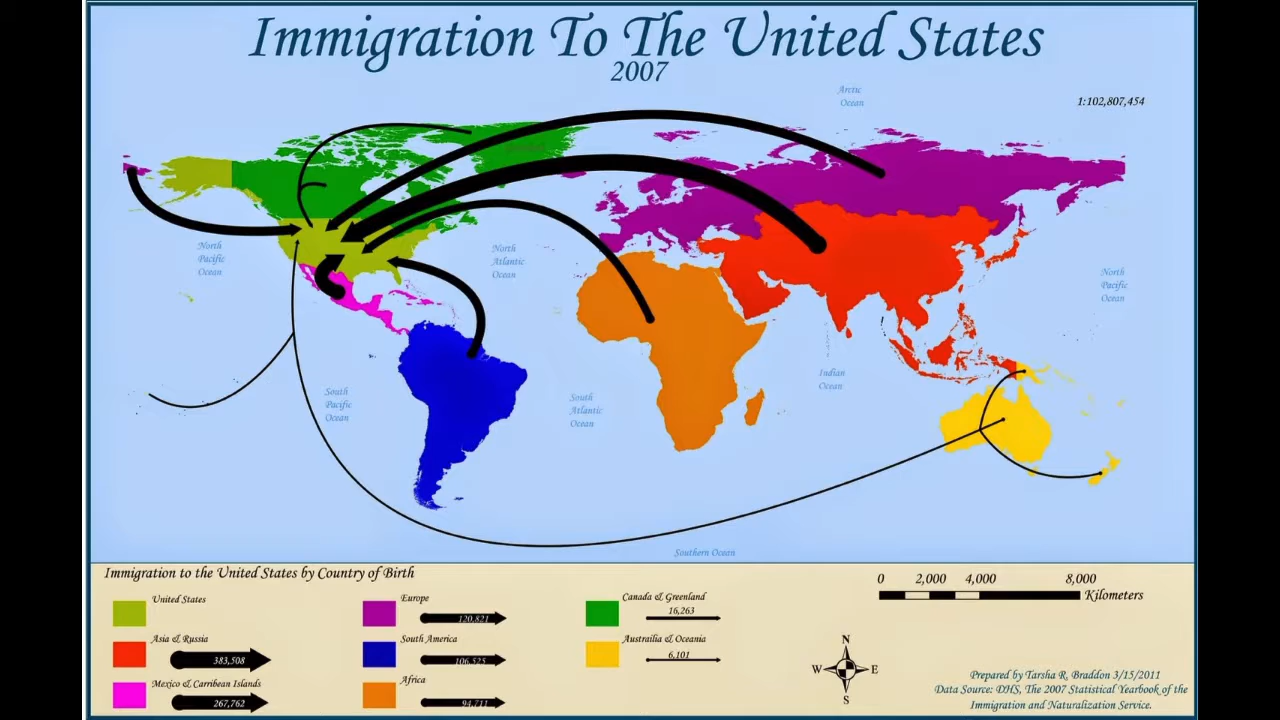 Immigration To The United States
2007
Arctic
Ocean
1:102,807,454
North
Pacific
Ocean
North
Atlantic
Ocean
North
Pacific
Ocean
South
Pacific
Ocean
South
Atlantic
Ocean
Indian
Ocean
Southern Ocean
Immigration to the United States by Country of Birth
United States
Asia & Russia
383,508
Mexico & Carribean Islands
267,762
Europe
120,821
South America
106,525
Africa
94,711
Canada & Greenland
16,263
Austrailia & Oceania
6,101
0 2,000 4,000 8,000
Kilometers
N
W E
S
Prepared by Tarsha R. Braddon 3/15/2011
Data Source: DHS, The 2007 Statistical Yearbook of the
Immigration and Naturalization Service.